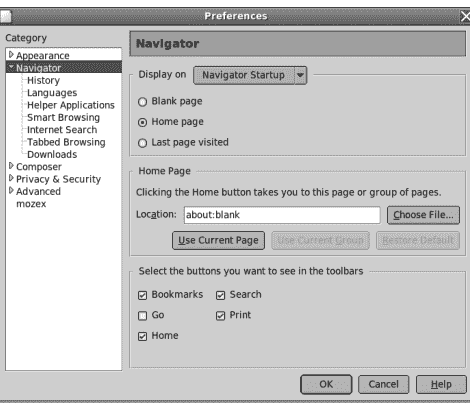 Preferences
Category
Appearance
Navigator
History
Languages
Helper Applications
Smart Browsing
Internet Search
Tabbed Browsing
Downloads
Composer
Privacy & Security
Advanced
mozex
Navigator
Display on Navigator Startup
Blank page
Home page
Last page visited
Home Page
Clicking the Home button takes you to this page or group of pages.
Location: about:blank Choose File...
Use Current Page Use Current Group Restore Default
Select the buttons you want to see in the toolbars
Bookmarks Search
Go Print
Home
OK Cancel Help